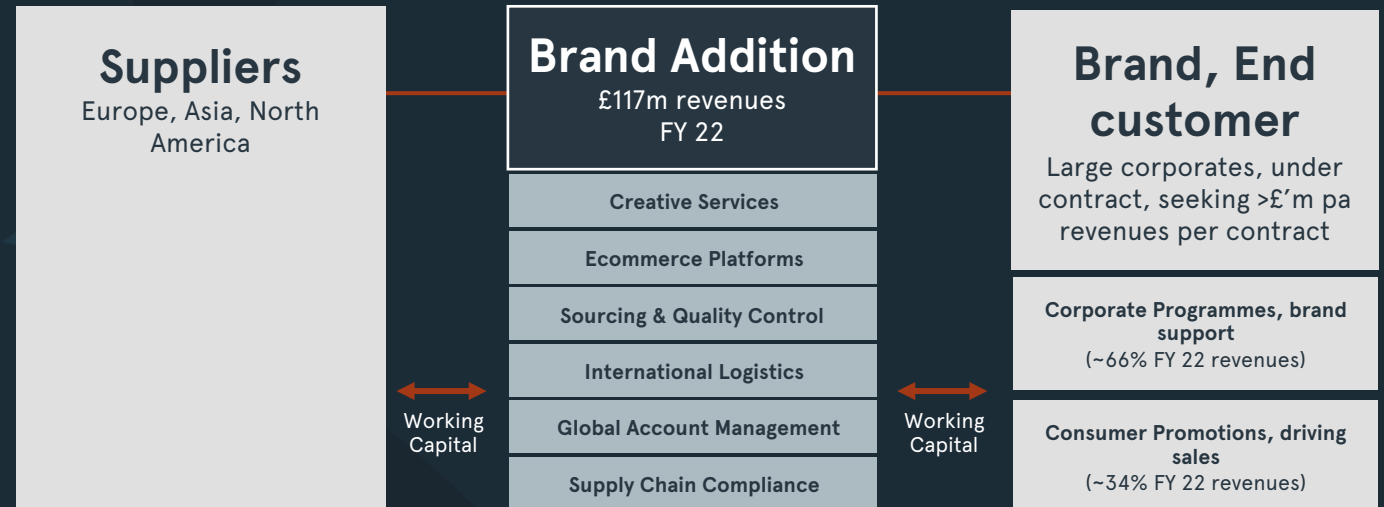 Suppliers
Europe, Asia, North
America
Brand Addition
£117m revenues
FY 22
Creative Services
Ecommerce Platforms
Sourcing & Quality Control
International Logistics
Global Account Management
Supply Chain Compliance
Working
Capital
Working
Capital
Brand, End
customer
Large corporates, under
contract, seeking >£’m pa
revenues per contract
Corporate Programmes, brand
support
(~66% FY 22 revenues)
Consumer Promotions, driving
sales
(~34% FY 22 revenues)